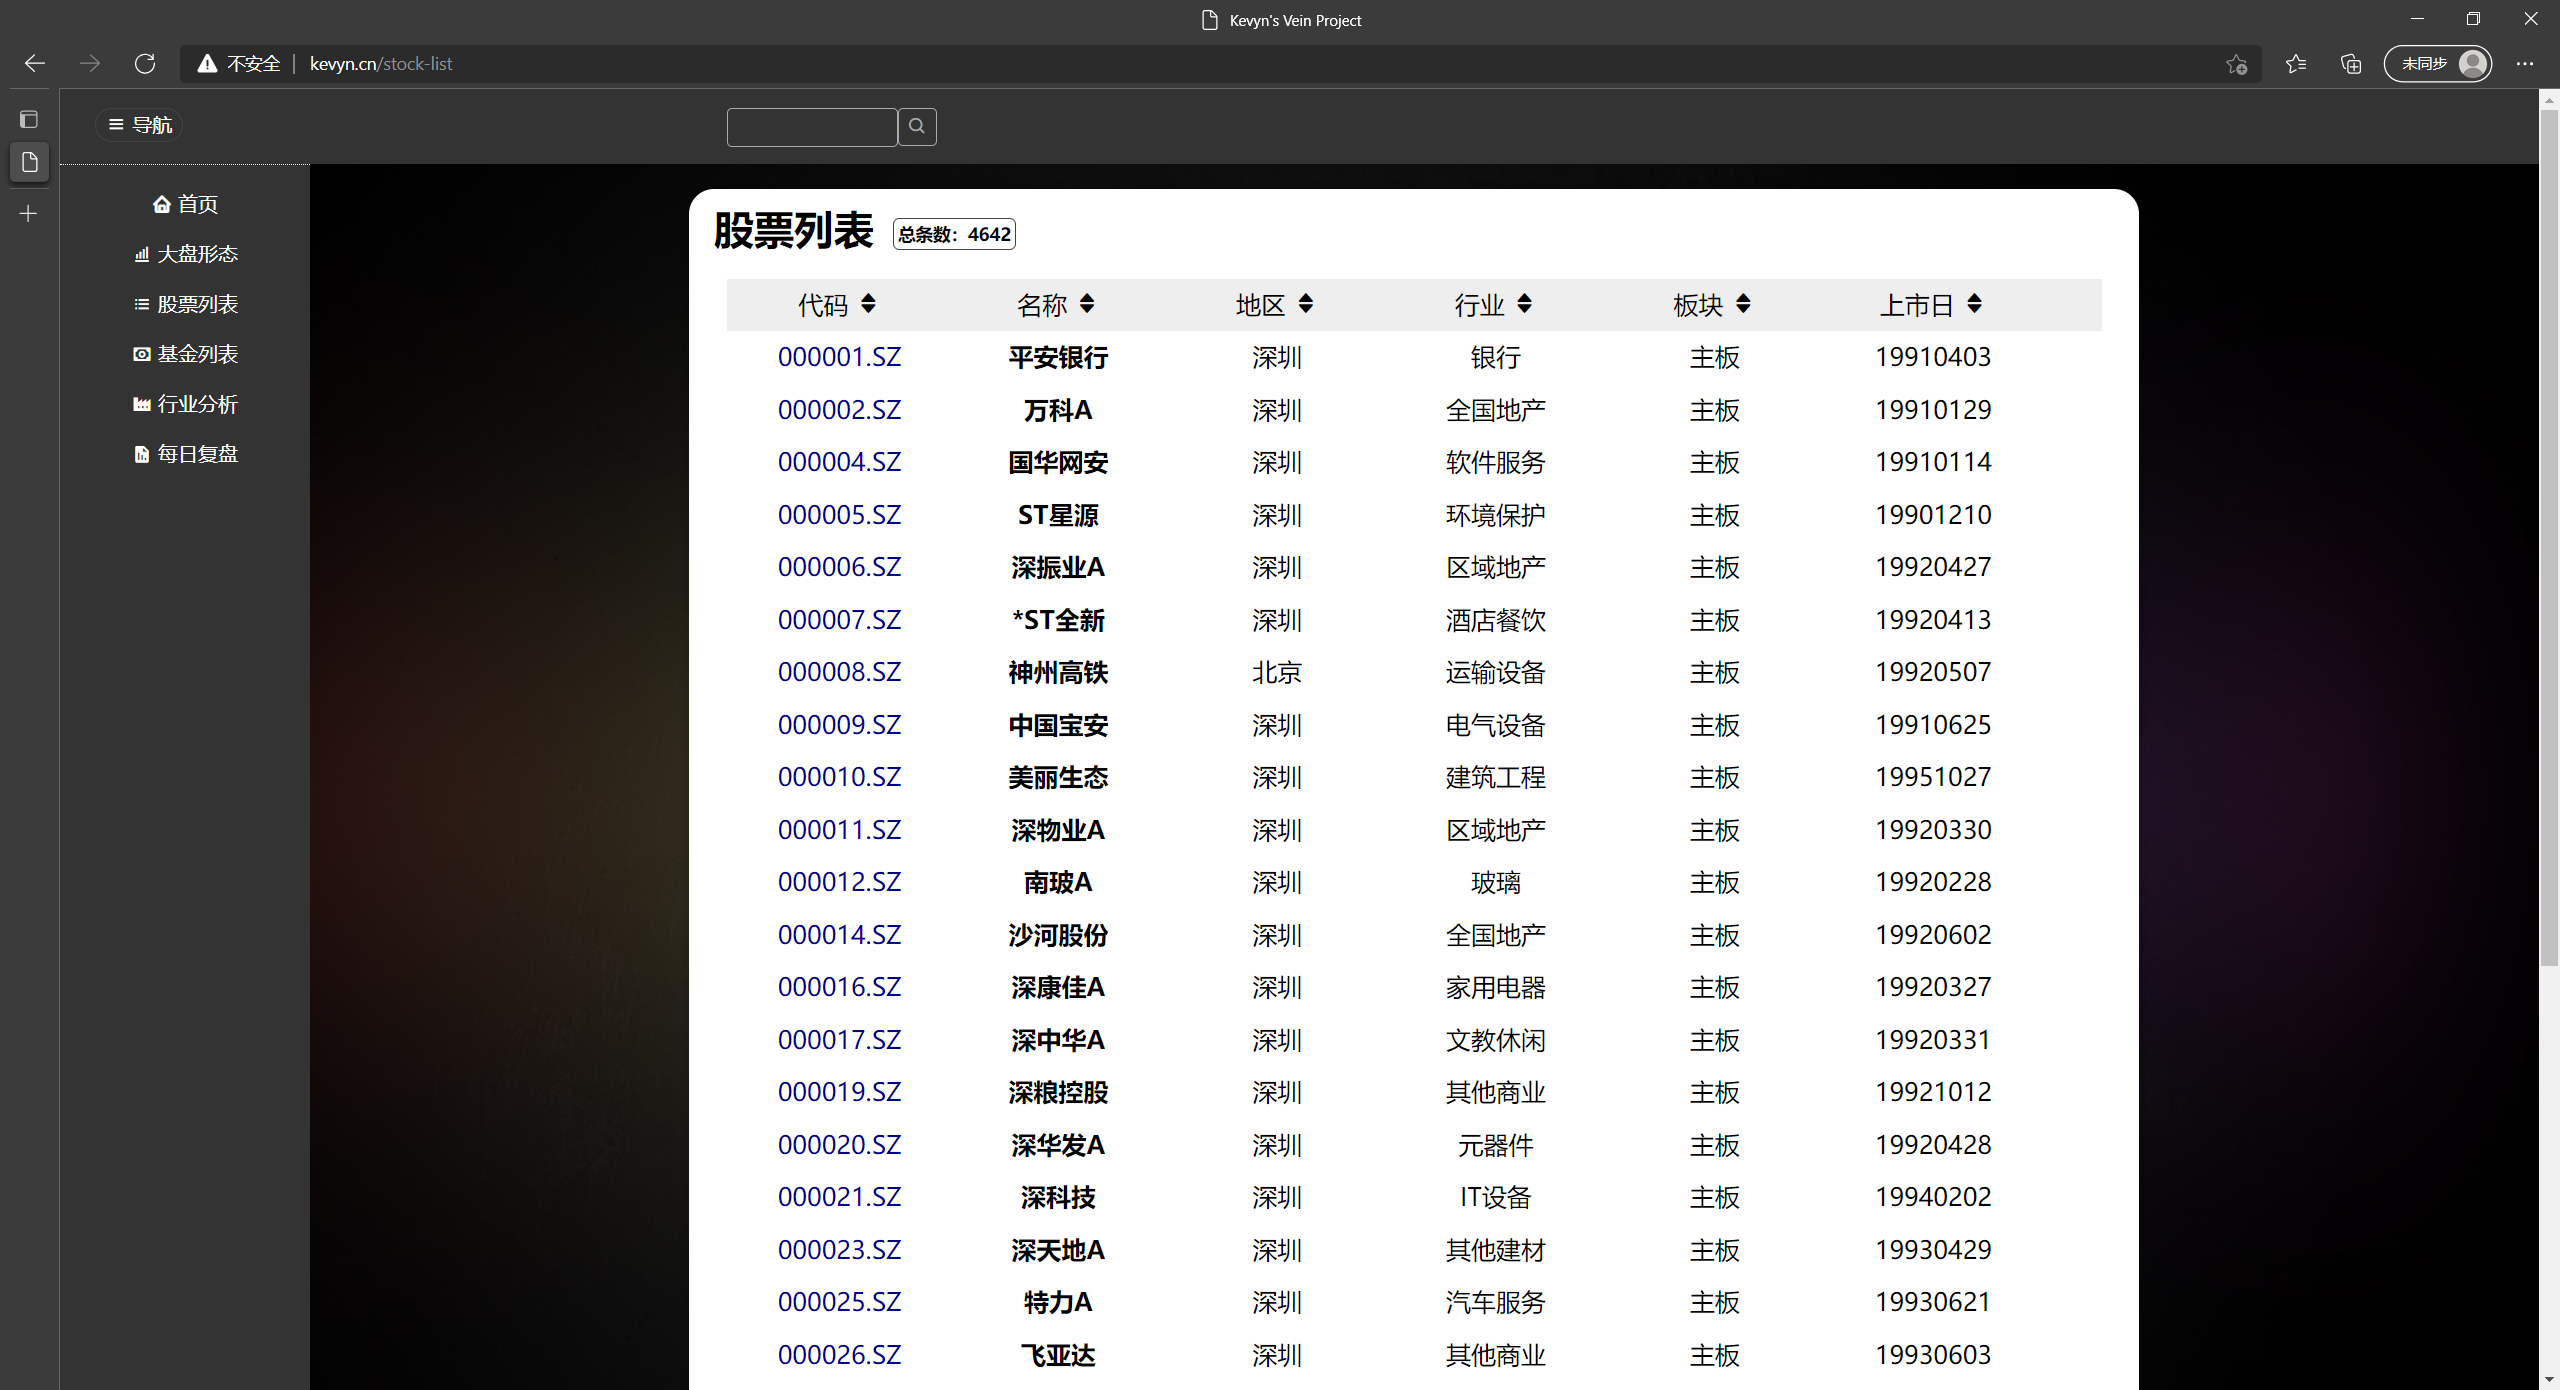 Kevyn's Vein Project
不安全 | kevyn.cn/stock-list
未同步
导航
首页
大盘形态
股票列表
基金列表
行业分析
每日复盘
股票列表 总条数：4642
代码 名称 地区 行业 板块 上市日
000001.SZ 平安银行 深圳 银行 主板 19910403
000002.SZ 万科A 深圳 全国地产 主板 19910129
000004.SZ 国华网安 深圳 软件服务 主板 19910114
000005.SZ ST星源 深圳 环境保护 主板 19901210
000006.SZ 深振业A 深圳 区域地产 主板 19920427
000007.SZ *ST全新 深圳 酒店餐饮 主板 19920413
000008.SZ 神州高铁 北京 运输设备 主板 19920507
000009.SZ 中国宝安 深圳 电气设备 主板 19910625
000010.SZ 美丽生态 深圳 建筑工程 主板 19951027
000011.SZ 深物业A 深圳 区域地产 主板 19920330
000012.SZ 南玻A 深圳 玻璃 主板 19920228
000014.SZ 沙河股份 深圳 全国地产 主板 19920602
000016.SZ 深康佳A 深圳 家用电器 主板 19920327
000017.SZ 深中华A 深圳 文教休闲 主板 19920331
000019.SZ 深粮控股 深圳 其他商业 主板 19921012
000020.SZ 深华发A 深圳 元器件 主板 19920428
000021.SZ 深科技 深圳 IT设备 主板 19940202
000023.SZ 深天地A 深圳 其他建材 主板 19930429
000025.SZ 特力A 深圳 汽车服务 主板 19930621
000026.SZ 飞亚达 深圳 其他商业 主板 19930603